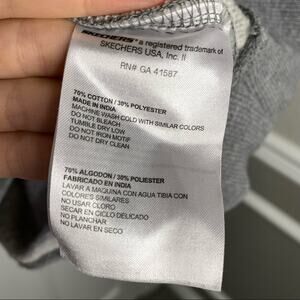 SKECHERS® is a registered trademark of
SKECHERS USA, Inc. II
RN# GA 41587
70% COTTON / 30% POLYESTER
MADE IN INDIA
MACHINE WASH COLD WITH SIMILAR COLORS
DO NOT BLEACH
TUMBLE DRY LOW
DO NOT IRON MOTIF
DO NOT DRY CLEAN
70% ALGODON / 30% POLIESTER
FABRICADO EN INDIA
LAVAR A MAQUINA CON AGUA TIBIA CON
COLORES SIMILARES
NO USAR CLORO
SECAR EN CICLO DELICADO
NO PLANCHAR
NO LAVAR EN SECO